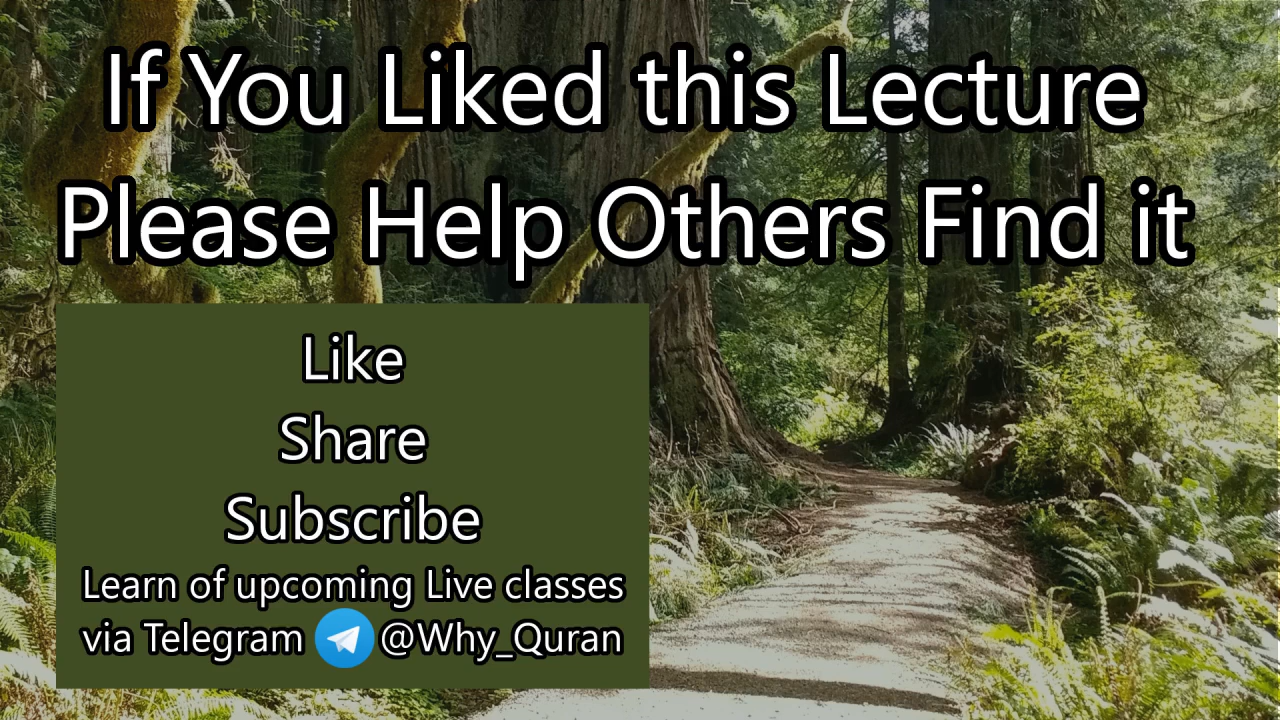 If You Liked this Lecture
Please Help Others Find it
Like
Share
Subscribe
Learn of upcoming Live classes
via Telegram @Why_Quran